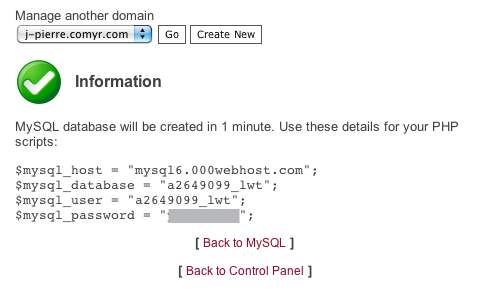 Manage another domain
j-pierre.comyr.com Go Create New
Information
MySQL database will be created in 1 minute. Use these details for your PHP
scripts:
$mysql_host = "mysql6.000webhost.com";
$mysql_database = "a2649099_lwt";
$mysql_user = "a2649099_lwt";
$mysql_password = "";
[ Back to MySQL ]
[ Back to Control Panel ]